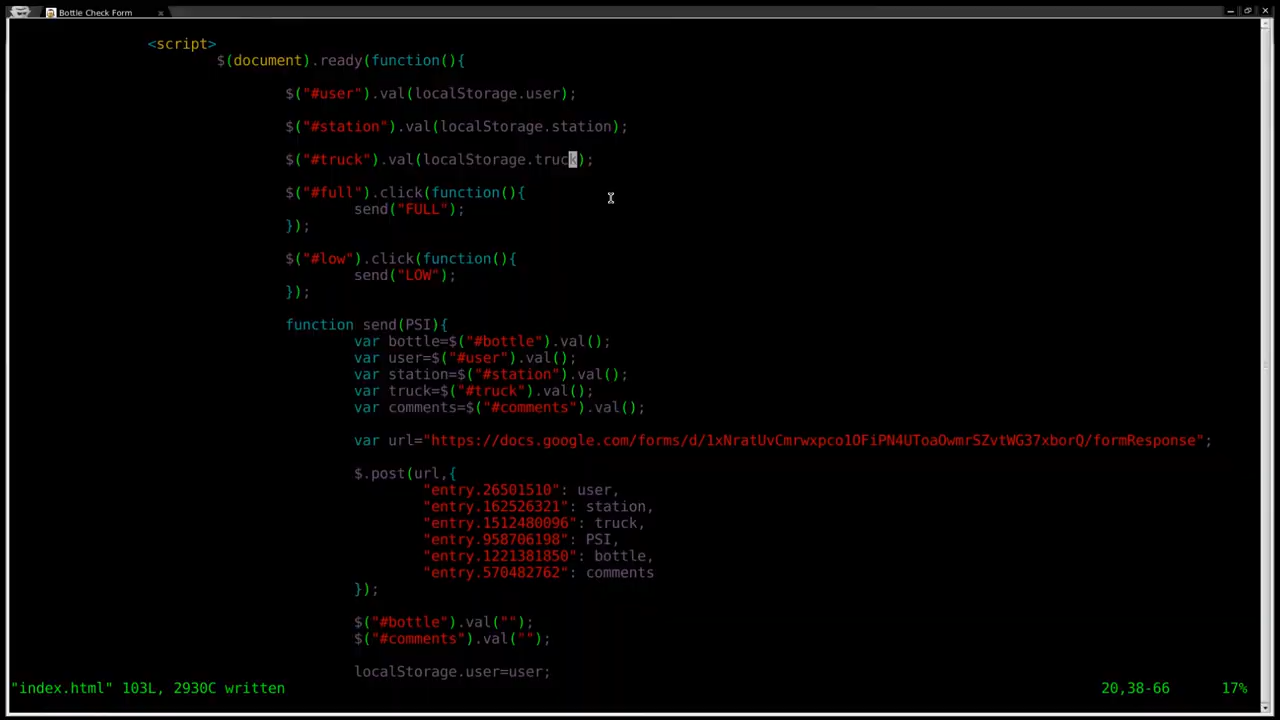 Bottle Check Form
<script>
$(document).ready(function(){
$("#user").val(localStorage.user);
$("#station").val(localStorage.station);
$("#truck").val(localStorage.truck);
$("#full").click(function(){
send("FULL");
});
$("#low").click(function(){
send("LOW");
});
function send(PSI){
var bottle=$("#bottle").val();
var user=$("#user").val();
var station=$("#station").val();
var truck=$("#truck").val();
var comments=$("#comments").val();
var url="https://docs.google.com/forms/d/1xNratUvCmrwxpco1OFiPN4UToaOwmrSZvtWG37xborQ/formResponse";
$.post(url,{
"entry.26501510": user,
"entry.162526321": station,
"entry.1512480096": truck,
"entry.958706198": PSI,
"entry.1221381850": bottle,
"entry.570482762": comments
});
$("#bottle").val("");
$("#comments").val("");
localStorage.user=user;
"index.html" 103L, 2930C written 20,38-66 17%